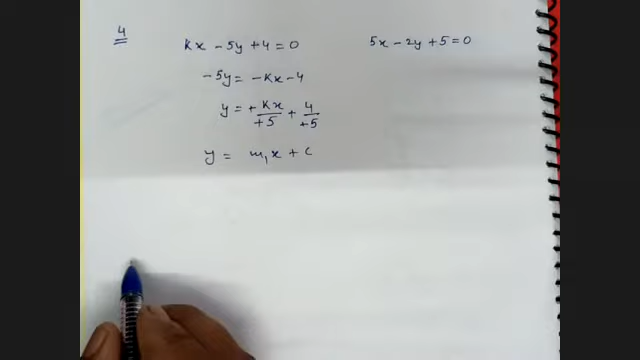 4
kx - 5y + 4 = 0
5x - 2y + 5 = 0
-5y = -kx - 4
y = +kx/+5 + 4/+5
y = m₁x + c